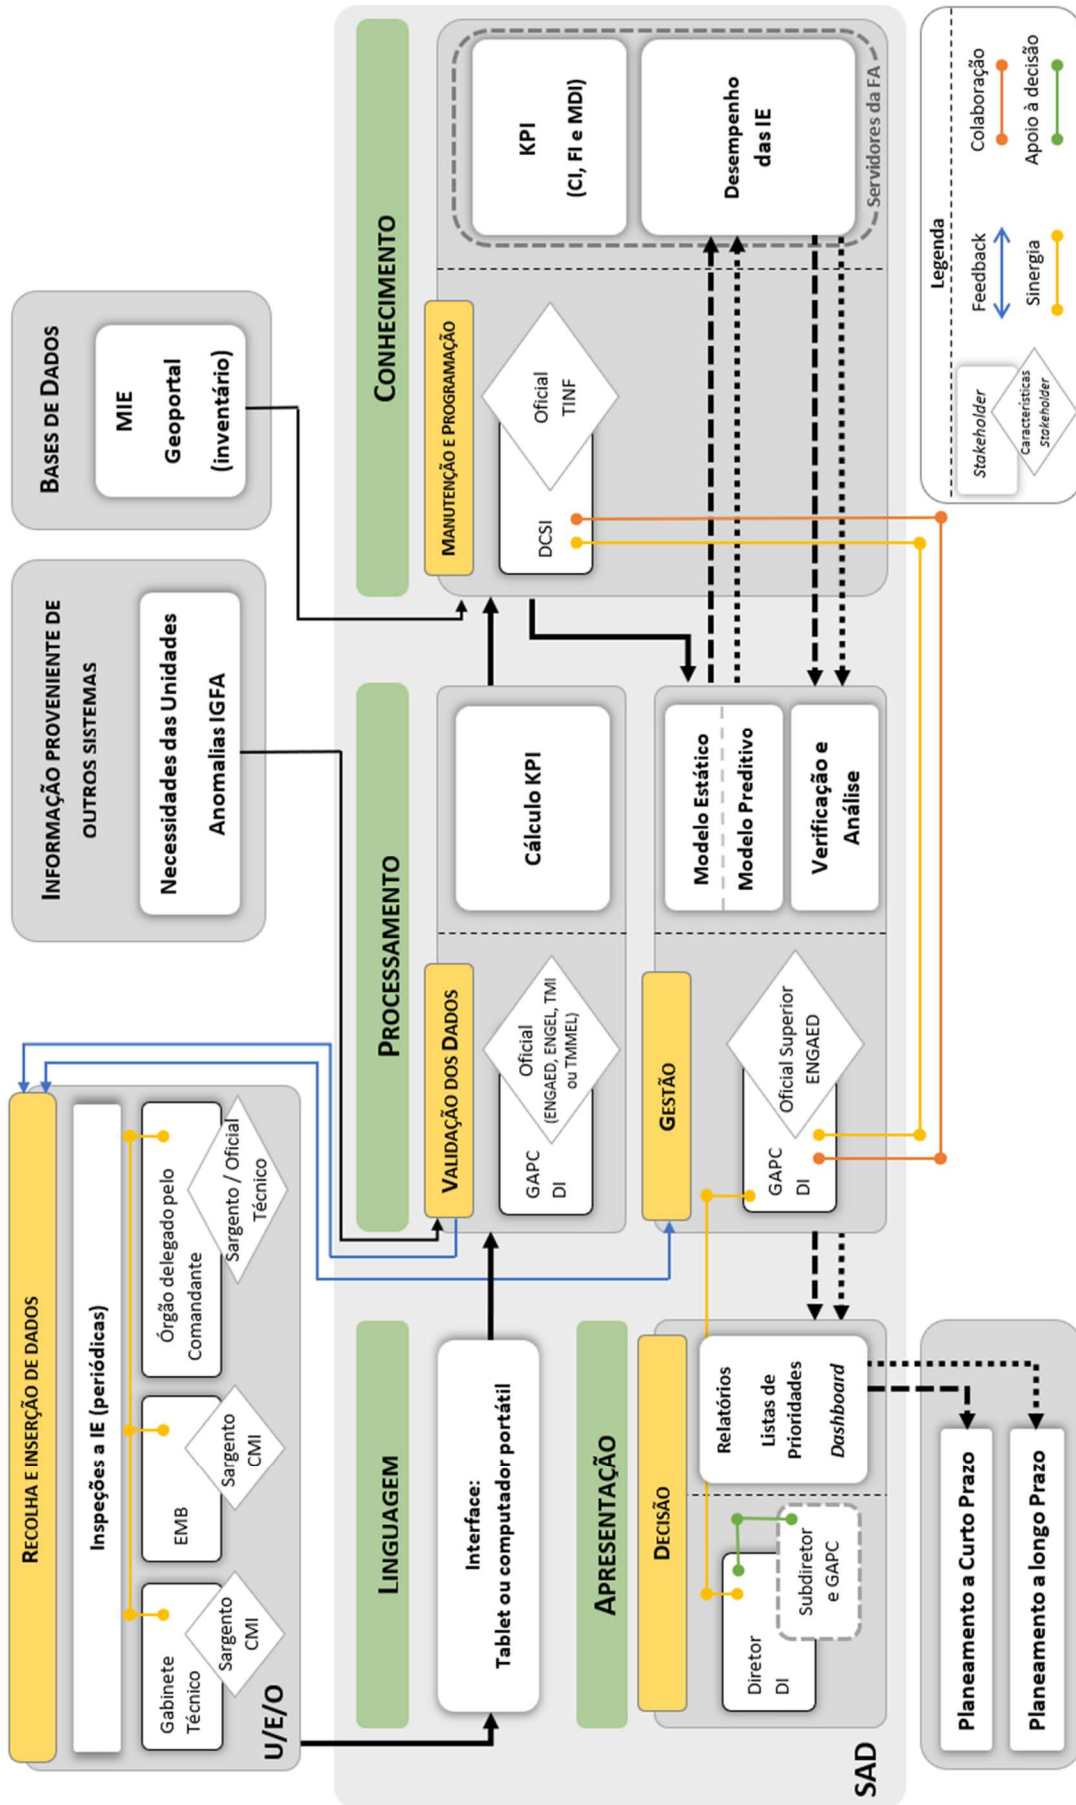 RECOLHA E INSERÇÃO DE DADOS
Inspeções a IE (periódicas)
Gabinete
Técnico
Sargento
CMI
EMB
Sargento
CMI
Órgão delegado pelo
Comandante
Sargento / Oficial
Técnico
U/E/O
INFORMAÇÃO PROVENIENTE DE
OUTROS SISTEMAS
Necessidades das Unidades
Anomalias IGFA
BASES DE DADOS
MIE
Geoportal
(inventário)
LINGUAGEM
Interface:
Tablet ou computador portátil
PROCESSAMENTO
VALIDAÇÃO DOS DADOS
GAPC
DI
Oficial
(ENGAED, ENGEL, TMI
ou TMMEL)
Cálculo KPI
GESTÃO
GAPC
DI
Oficial Superior
ENGAED
Modelo Estático
Modelo Preditivo
Verificação e
Análise
CONHECIMENTO
MANUTENÇÃO E PROGRAMAÇÃO
DCSI
Oficial
TINF
KPI
(CI, FI e MDI)
Desempenho
das IE
Servidores da FA
APRESENTAÇÃO
DECISÃO
Diretor
DI
Subdiretor
e GAPC
Relatórios
Listas de
Prioridades
Dashboard
SAD
Planeamento a Curto Prazo
Planeamento a longo Prazo
Legenda
Stakeholder
Características
Stakeholder
Feedback
Sinergia
Colaboração
Apoio à decisão